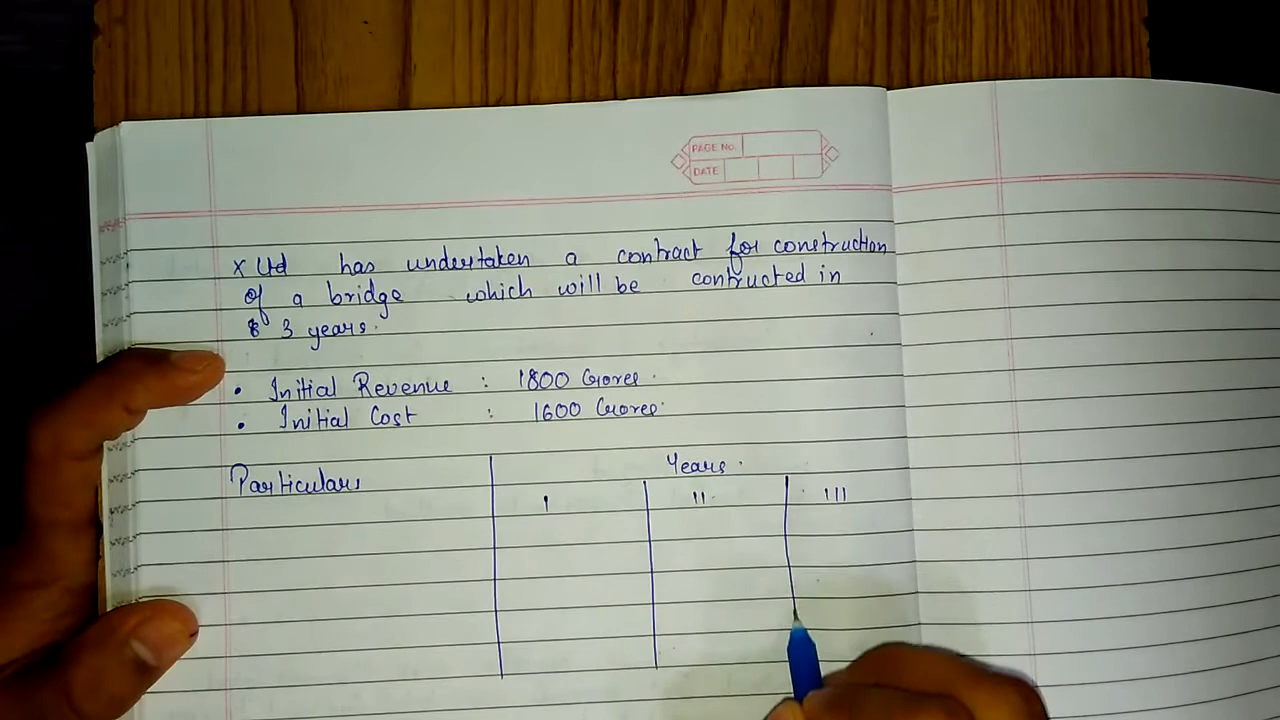 PAGE NO.
DATE
X Ltd has undertaken a contract for construction
of a bridge which will be contructed in
3 years.
• Initial Revenue : 1800 Crores.
• Initial Cost : 1600 Crores.
Particulars Years.
I II III